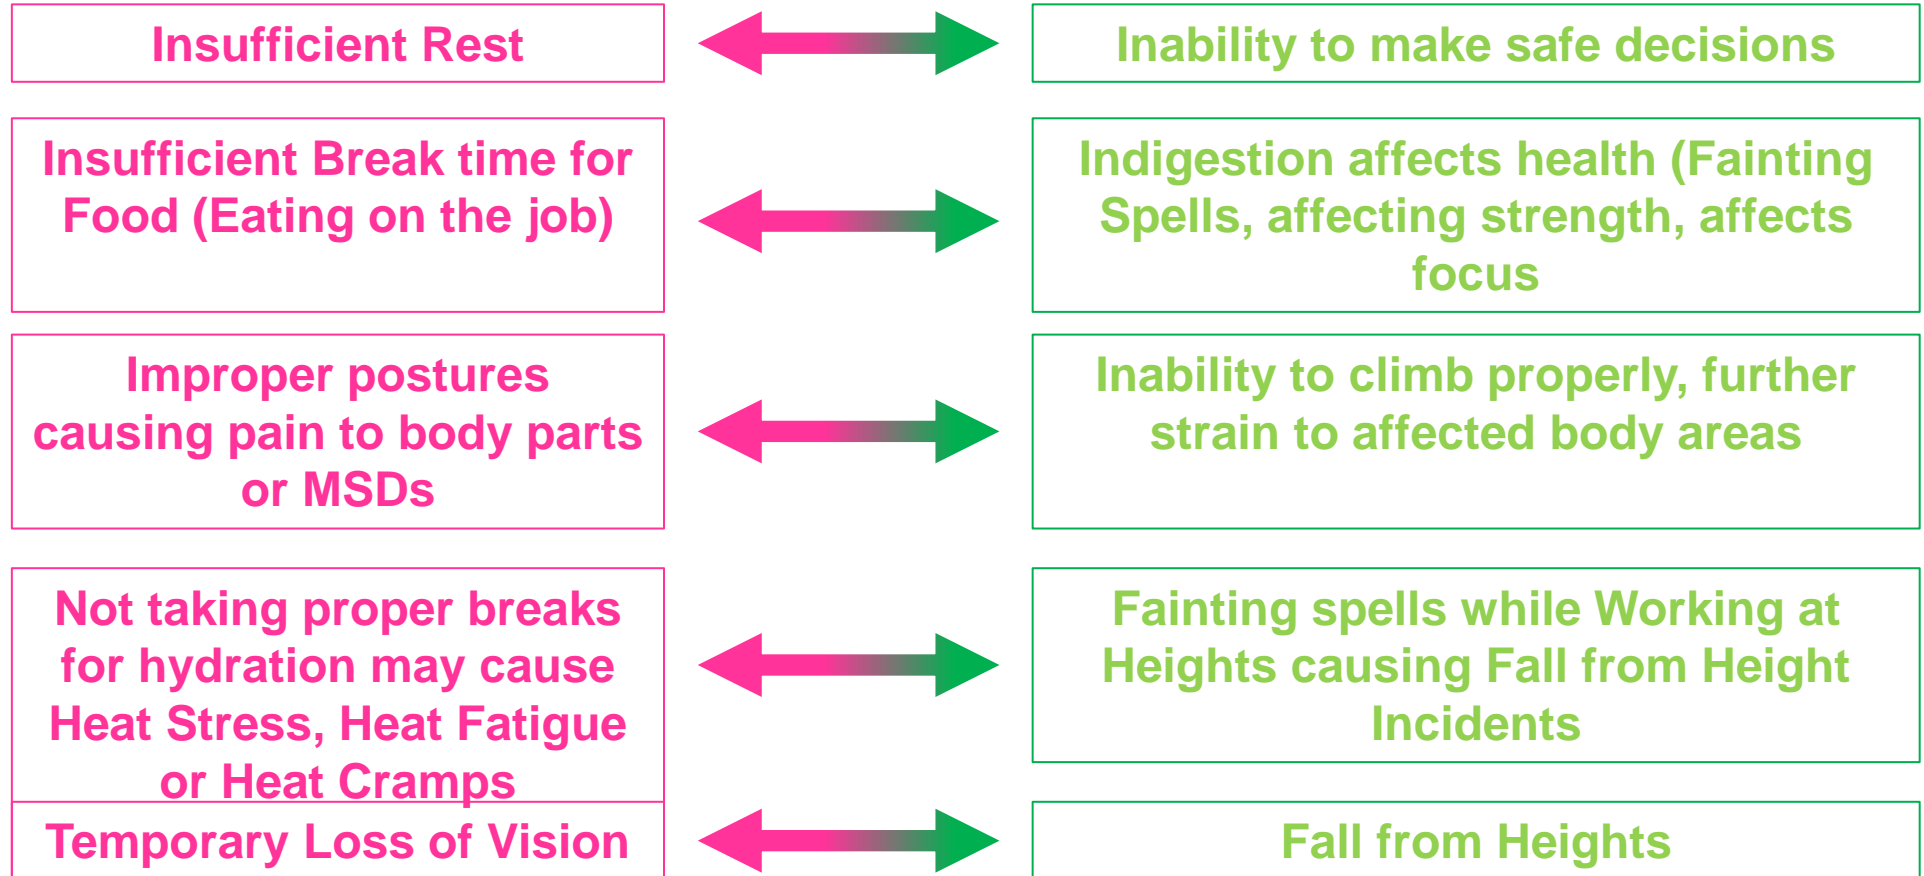 Insufficient Rest
Inability to make safe decisions
Insufficient Break time for
Food (Eating on the job)
Indigestion affects health (Fainting
Spells, affecting strength, affects
focus
Improper postures
causing pain to body parts
or MSDs
Inability to climb properly, further
strain to affected body areas
Not taking proper breaks
for hydration may cause
Heat Stress, Heat Fatigue
or Heat Cramps
Fainting spells while Working at
Heights causing Fall from Height
Incidents
Temporary Loss of Vision
Fall from Heights